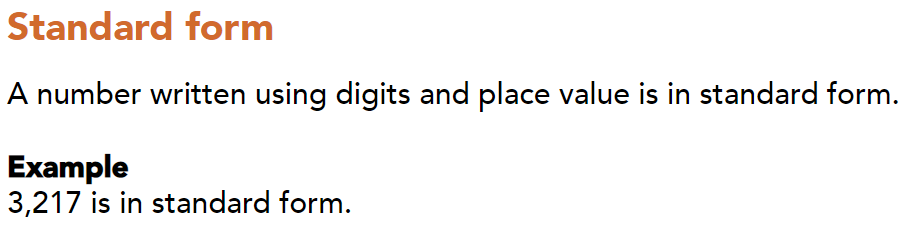 Standard form
A number written using digits and place value is in standard form.
Example
3,217 is in standard form.